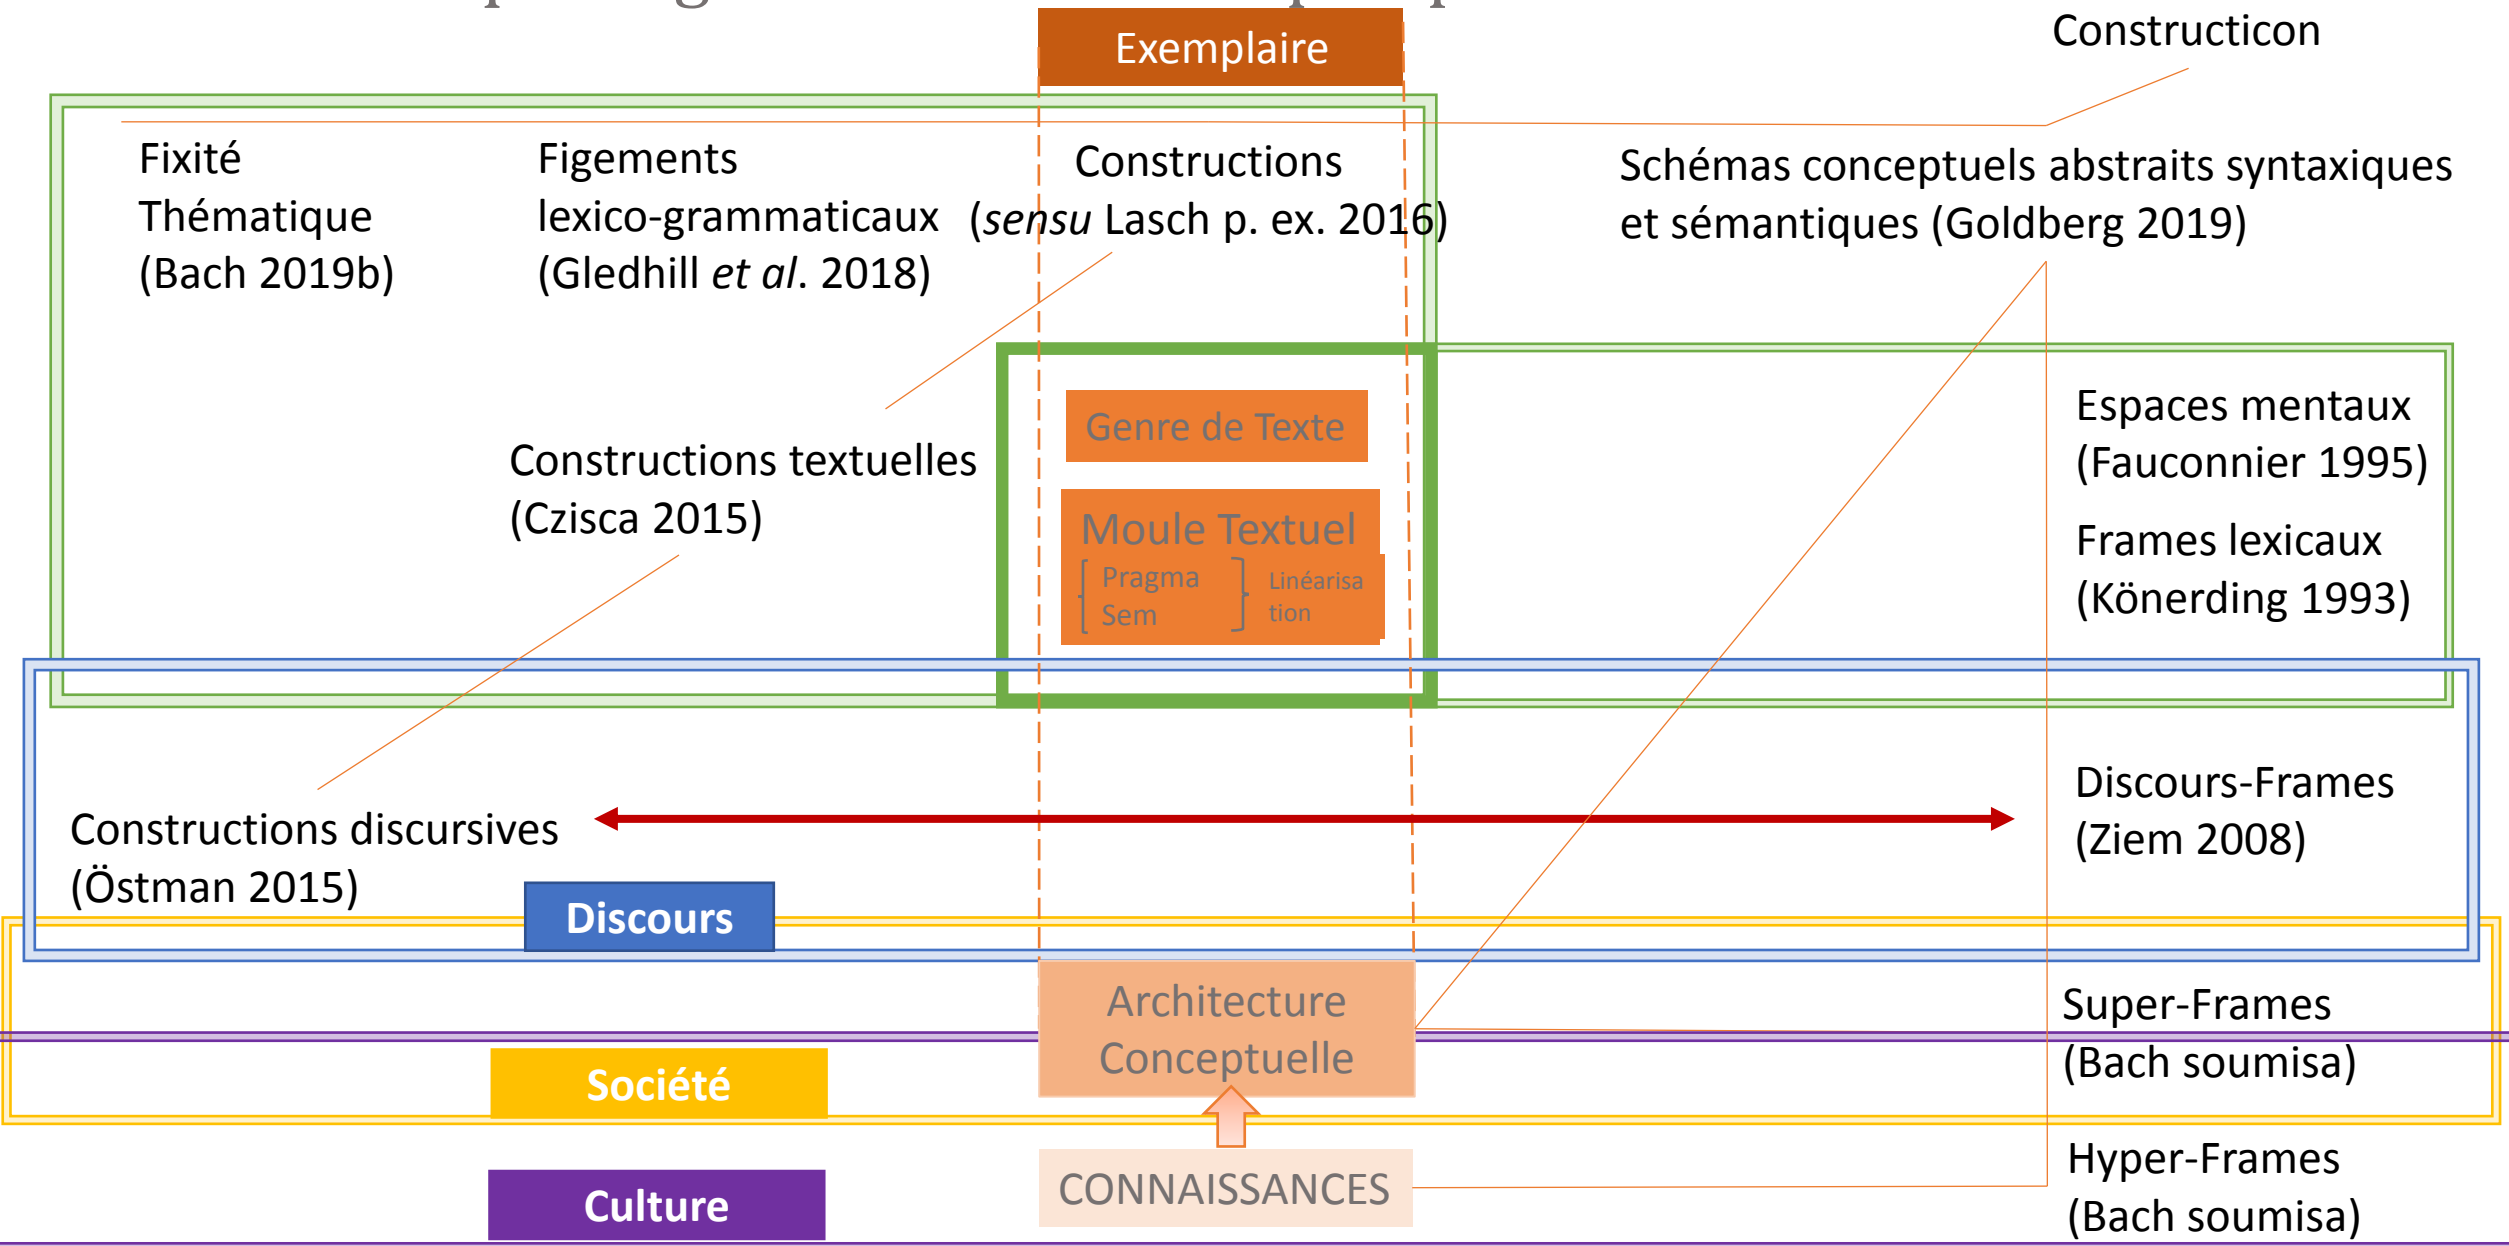 Exemplaire
Constructicon
Fixité
Thématique
(Bach 2019b)
Figements
lexico-grammaticaux
(Gledhill et al. 2018)
Constructions
(sensu Lasch p. ex. 2016)
Schémas conceptuels abstraits syntaxiques
et sémantiques (Goldberg 2019)
Constructions textuelles
(Czisca 2015)
Genre de Texte
Moule Textuel
Pragma
Sem
Linéarisa
tion
Espaces mentaux
(Fauconnier 1995)
Frames lexicaux
(Könerding 1993)
Constructions discursives
(Östman 2015)
Discours-Frames
(Ziem 2008)
Discours
Architecture
Conceptuelle
Super-Frames
(Bach soumisa)
Société
CONNAISSANCES
Hyper-Frames
(Bach soumisa)
Culture